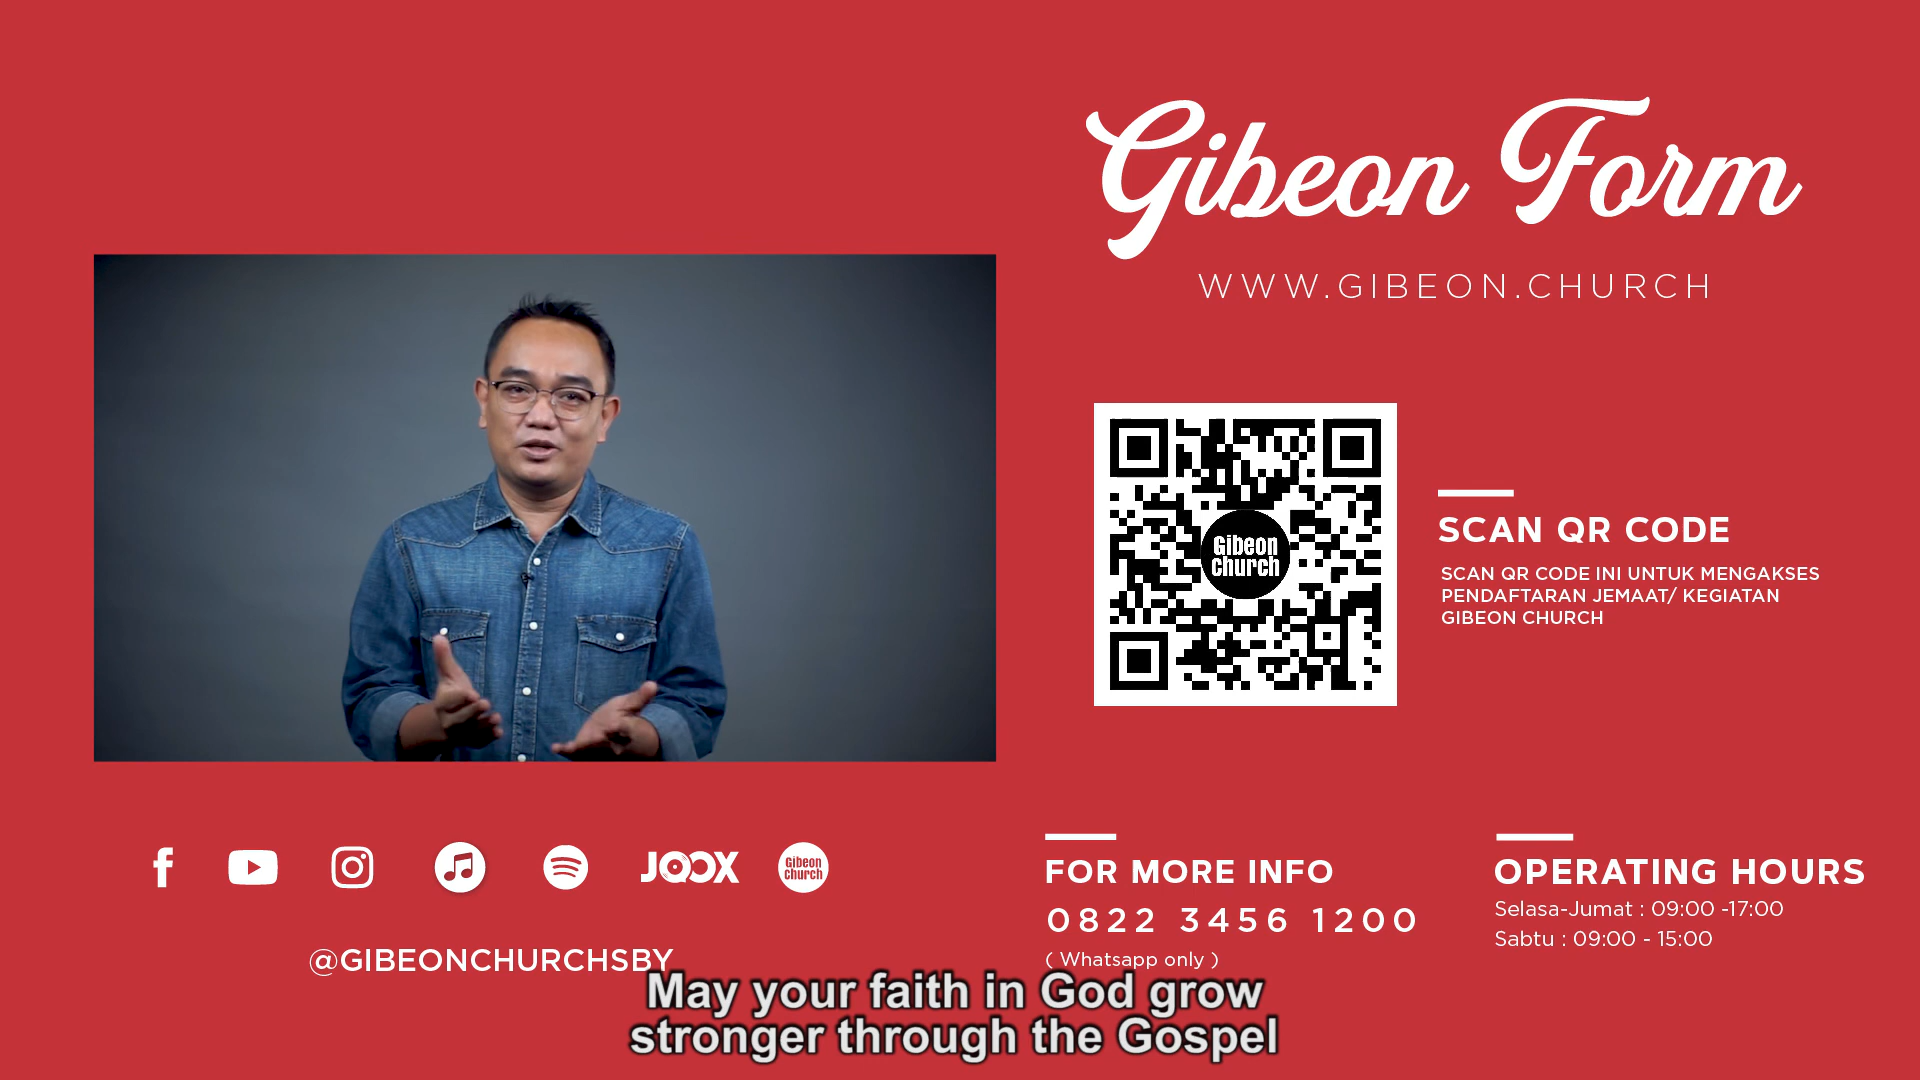 Gibeon Form
WWW.GIBEON.CHURCH
Gibeon
church
SCAN QR CODE
SCAN QR CODE INI UNTUK MENGAKSES
PENDAFTARAN JEMAAT/ KEGIATAN
GIBEON CHURCH
JOOX
Gibeon
church
@GIBEONCHURCHSBY
FOR MORE INFO
0822 3456 1200
( Whatsapp only )
OPERATING HOURS
Selasa-Jumat : 09:00 -17:00
Sabtu : 09:00 - 15:00
May your faith in God grow
stronger through the Gospel